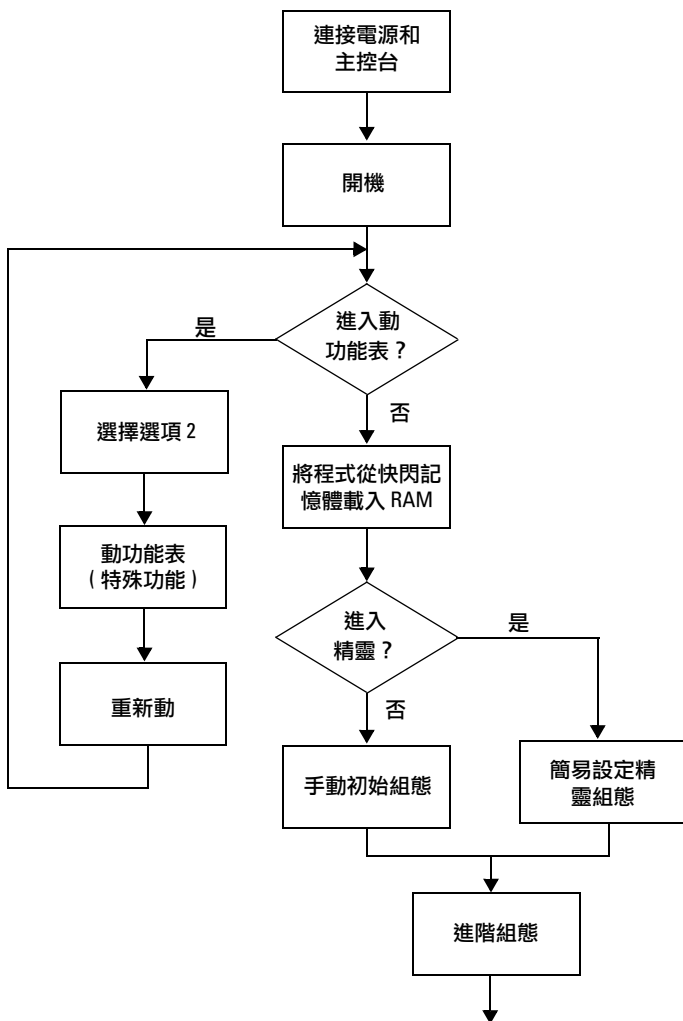 連接電源和
主控台
開機
進入動
功能表？
是
否
選擇選項 2
將程式從快閃記
憶體載入 RAM
動功能表
( 特殊功能 )
進入
精靈？
是
否
重新動
手動初始組態
簡易設定精
靈組態
進階組態